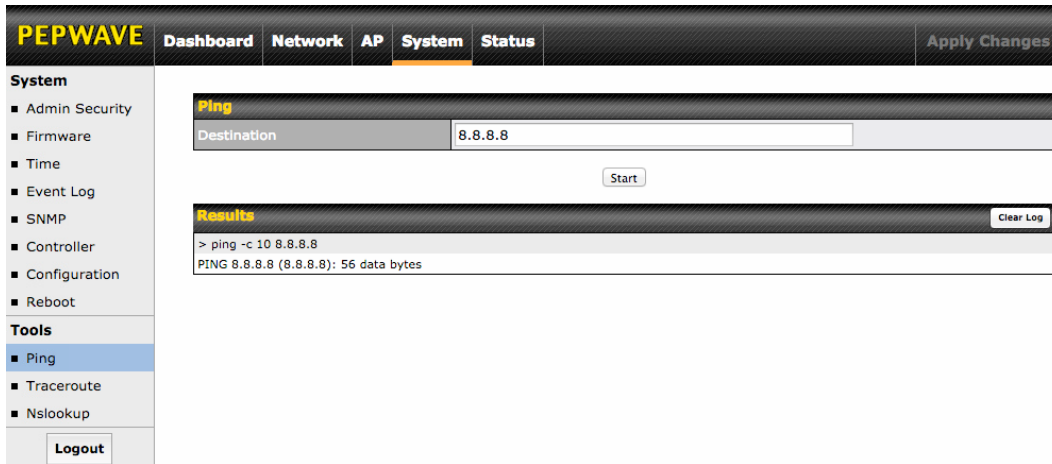 PEPWAVE
Dashboard Network AP System Status
Apply Changes
System
Admin Security
Firmware
Time
Event Log
SNMP
Controller
Configuration
Reboot
Tools
Ping
Traceroute
Nslookup
Logout
Ping
Destination 8.8.8.8
Start
Results Clear Log
> ping -c 10 8.8.8.8
PING 8.8.8.8 (8.8.8.8): 56 data bytes